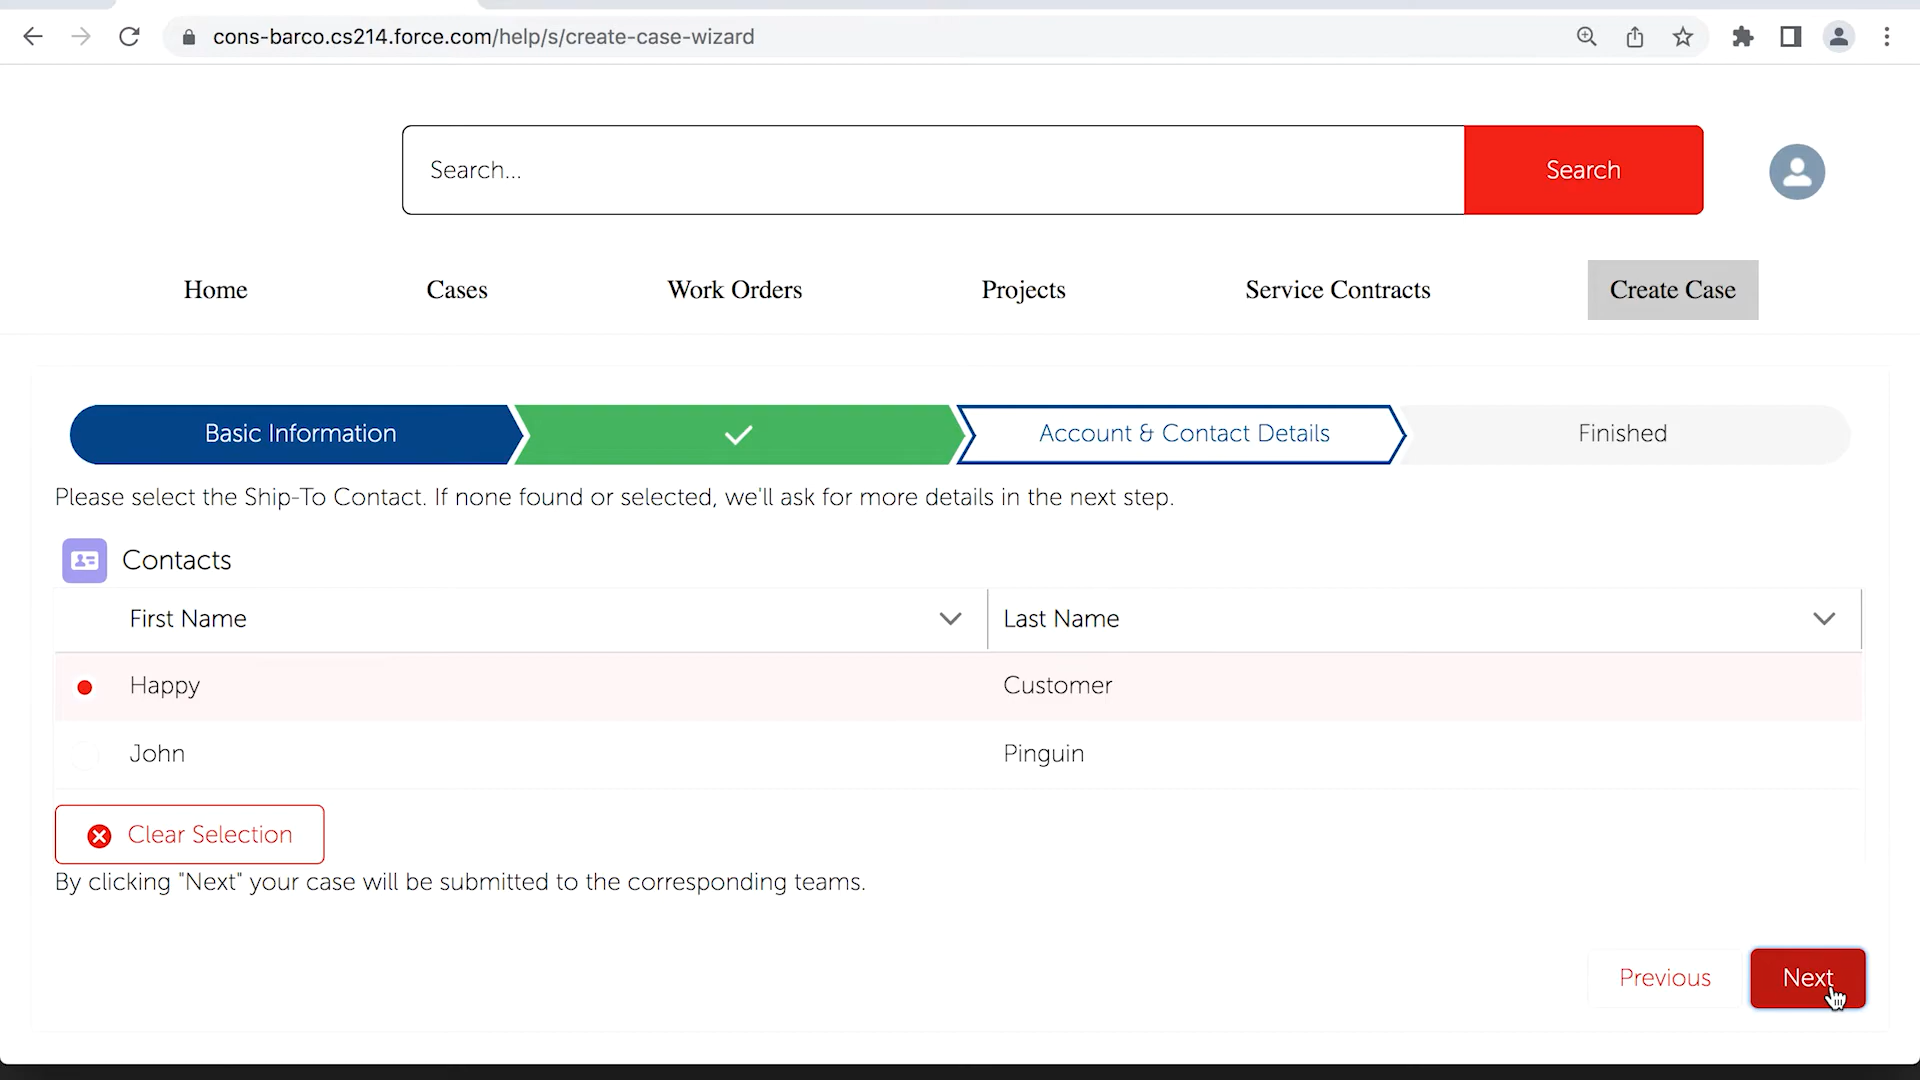 cons-barco.cs214.force.com/help/s/create-case-wizard
Search...
Search
Home
Cases
Work Orders
Projects
Service Contracts
Create Case
Basic Information
Account & Contact Details
Finished
Please select the Ship-To Contact. If none found or selected, we'll ask for more details in the next step.
Contacts
First Name
Last Name
Happy
Customer
John
Pinguin
Clear Selection
By clicking "Next" your case will be submitted to the corresponding teams.
Previous
Next